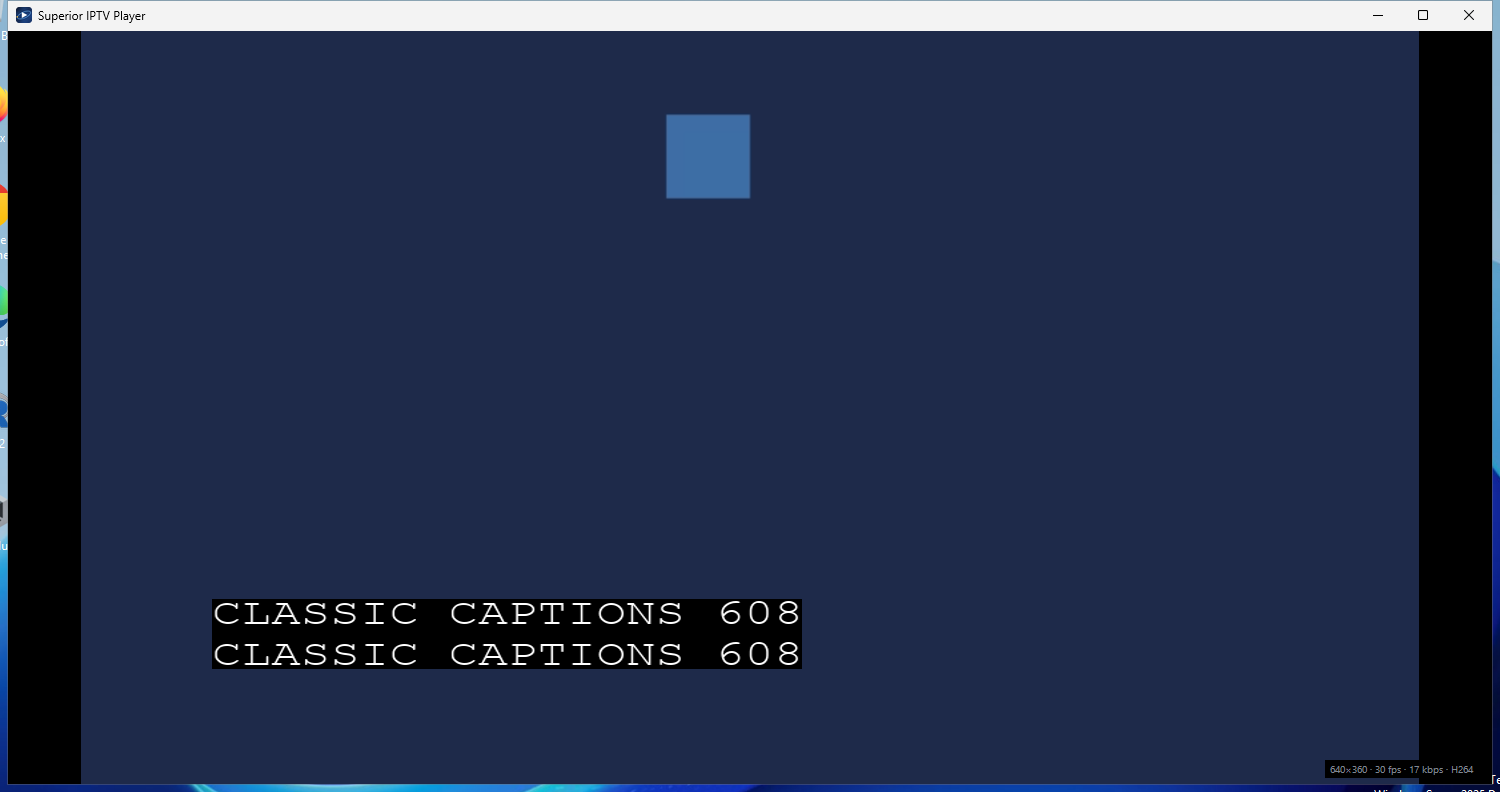 Superior IPTV Player
CLASSIC CAPTIONS 608
CLASSIC CAPTIONS 608
640×360 · 30 fps · 17 kbps · H264